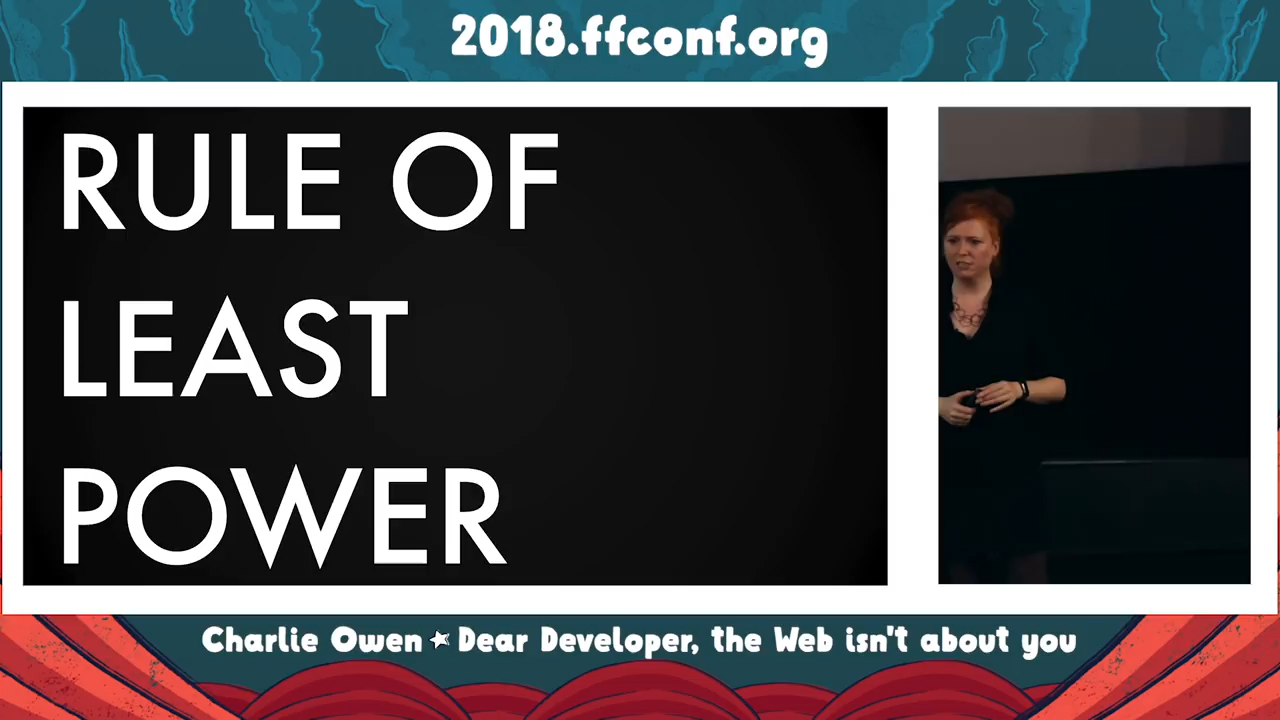 2018.ffconf.org
RULE OF
LEAST
POWER
Charlie Owen ★ Dear Developer, the Web isn't about you